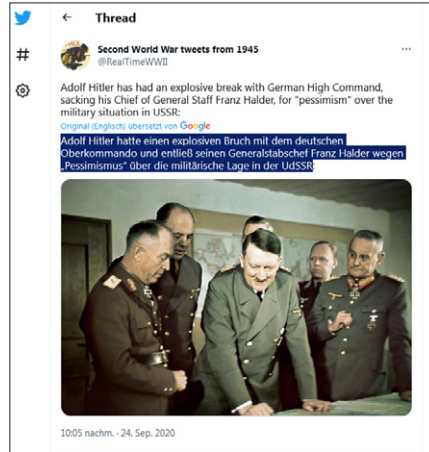 Thread
Second World War tweets from 1945
@RealTimeWWII
Adolf Hitler has had an explosive break with German High Command,
sacking his Chief of General Staff Franz Halder, for "pessimism" over the
military situation in USSR:
Original (Englisch) übersetzt von Google
Adolf Hitler hatte einen explosiven Bruch mit dem deutschen
Oberkommando und entließ seinen Generalstabschef Franz Halder wegen
„Pessimismus“ über die militärische Lage in der UdSSR
10:05 nachm. · 24. Sep. 2020